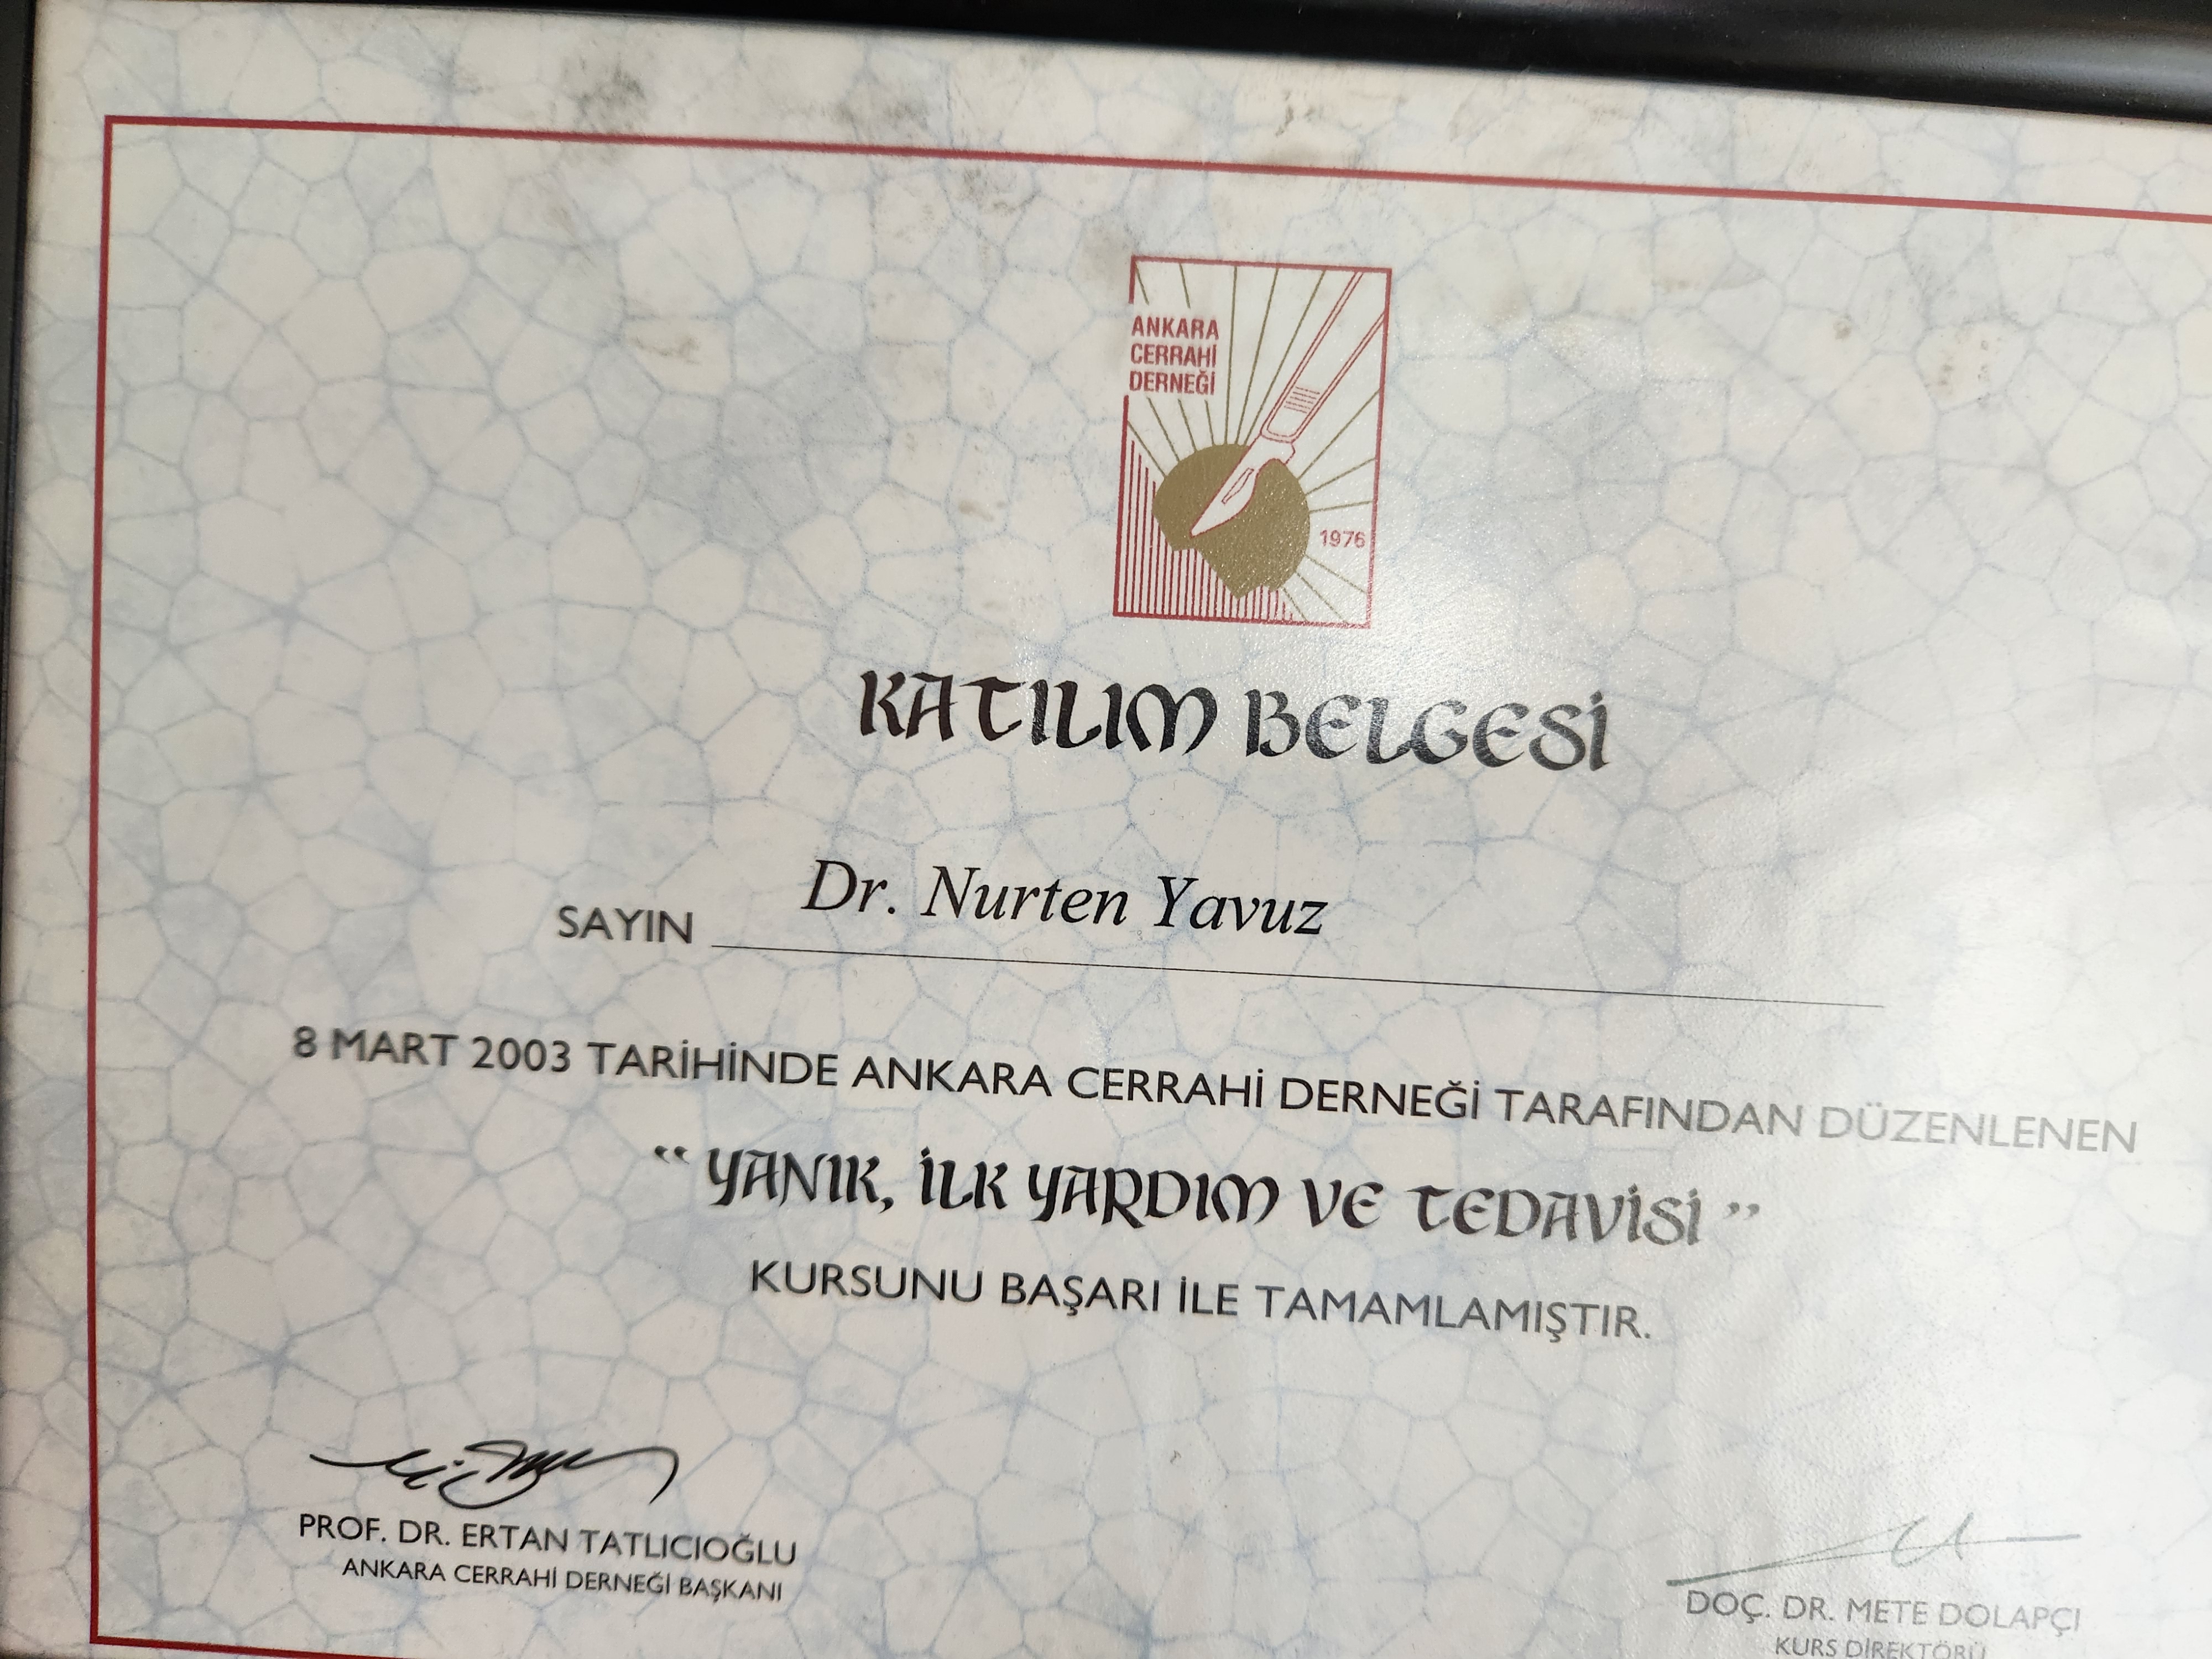 ANKARA
CERRAHİ
DERNEĞİ
1976
KATILIM BELGESİ
SAYIN Dr. Nurten Yavuz
8 MART 2003 TARİHİNDE ANKARA CERRAHİ DERNEĞİ TARAFINDAN DÜZENLENEN
“ YANIK, İLK YARDIM VE TEDAVİSİ ”
KURSUNU BAŞARI İLE TAMAMLAMIŞTIR.
PROF. DR. ERTAN TATLICIOĞLU
ANKARA CERRAHİ DERNEĞİ BAŞKANI
DOÇ. DR. METE DOLAPÇI
KURS DİREKTÖRÜ